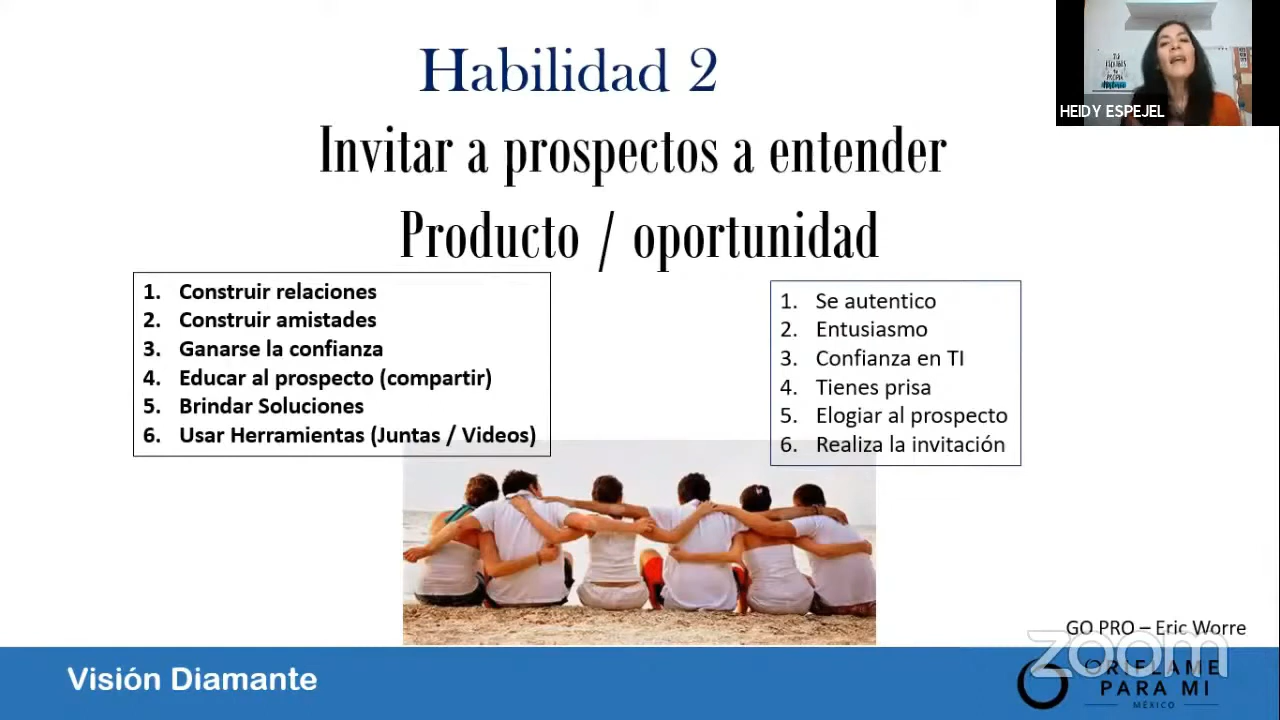 Habilidad 2
Invitar a prospectos a entender
Producto / oportunidad
HEIDY ESPEJEL
1. Construir relaciones
2. Construir amistades
3. Ganarse la confianza
4. Educar al prospecto (compartir)
5. Brindar Soluciones
6. Usar Herramientas (Juntas / Videos)
1. Se autentico
2. Entusiasmo
3. Confianza en TI
4. Tienes prisa
5. Elogiar al prospecto
6. Realiza la invitación
GO PRO – Eric Worre
zoom
Visión Diamante
ORIFLAME
PARA MI
MÉXICO